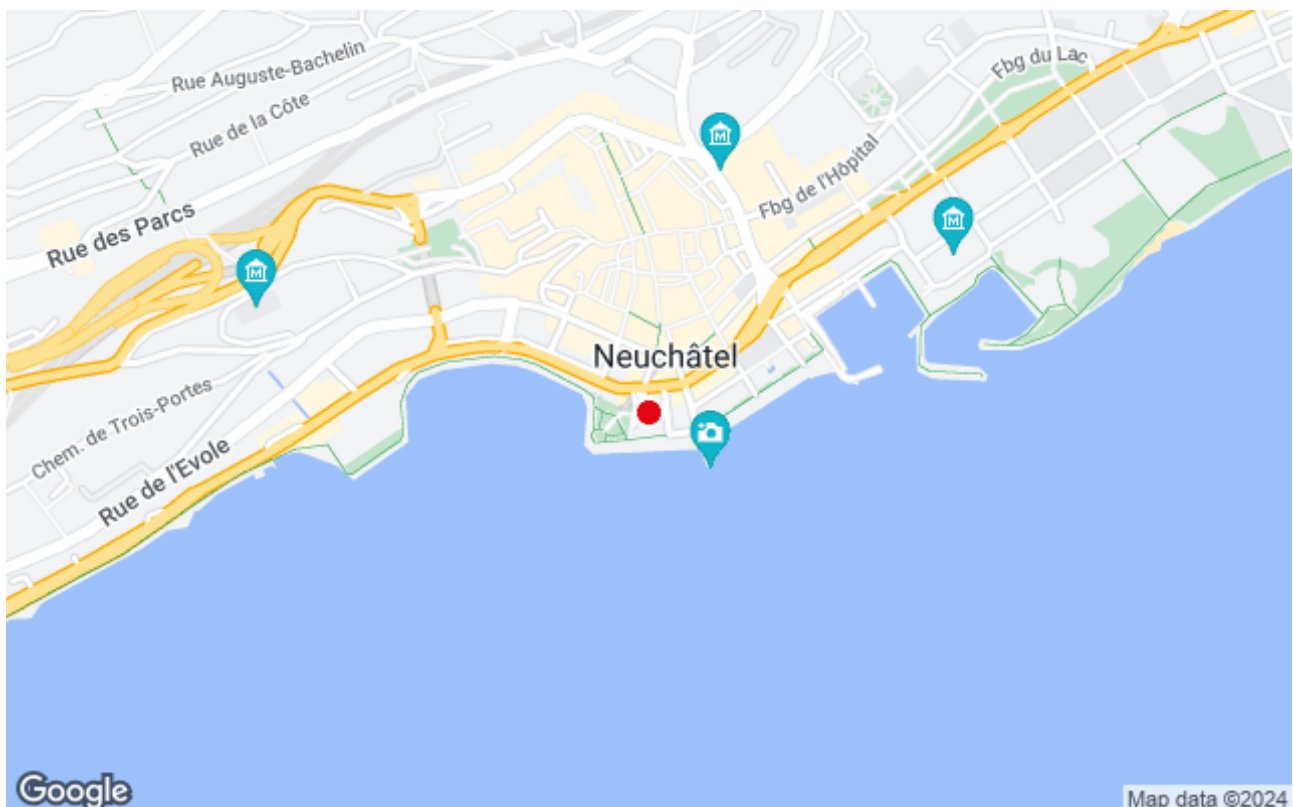 Rue Auguste-Bachelin
Fbg du Lac
Rue de la Côte
Fbg de l'Hôpital
Rue des Parcs
Neuchâtel
Chem. de Trois-Portes
Rue de l'Evole
Google
Map data ©2024